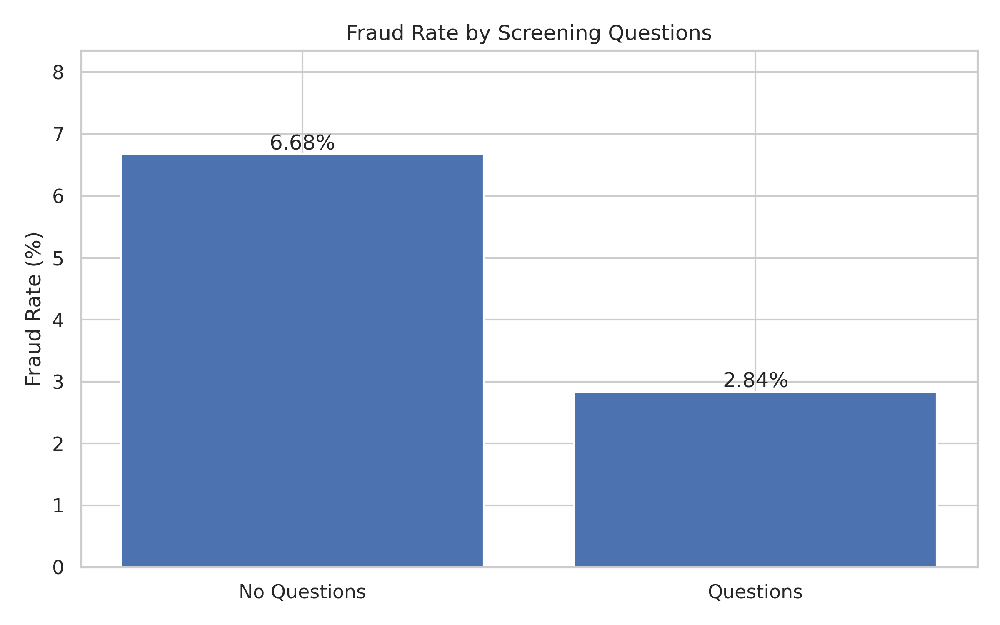 Fraud Rate by Screening Questions
Fraud Rate (%)
8
7
6
5
4
3
2
1
0
6.68%
2.84%
No Questions
Questions